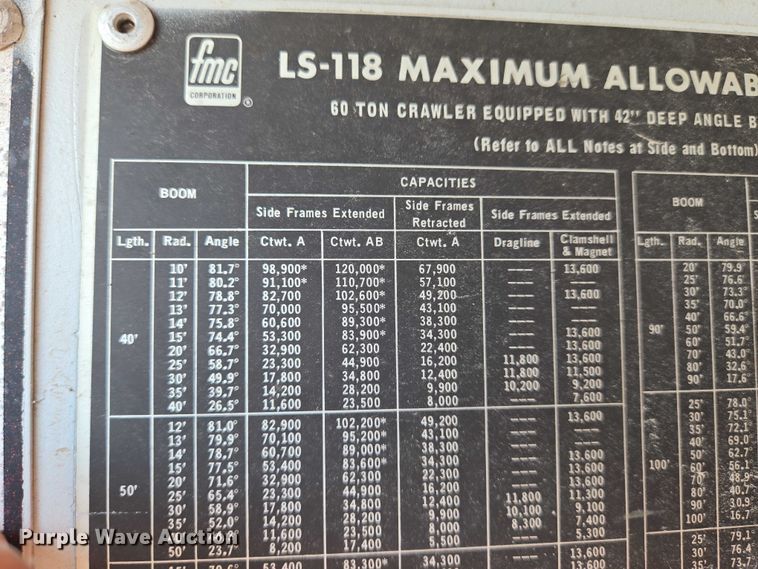 fmc
CORPORATION
®
LS-118 MAXIMUM ALLOWAB
60 TON CRAWLER EQUIPPED WITH 42" DEEP ANGLE B
(Refer to ALL Notes at Side and Bottom)
BOOM CAPACITIES BOOM
Side Frames Extended Side Frames Retracted Side Frames Extended S
Lgth. Rad. Angle Ctwt. A Ctwt. AB Ctwt. A Dragline Clamshell & Magnet Lgth. Rad. Angle
10' 81.7° 98,900* 120,000* 67,900 —— 13,600 20' 79.9°
11' 80.2° 91,100* 110,700* 57,100 —— 25' 76.6°
12' 78.8° 82,700 102,600* 49,200 —— 13,600 30' 73.3°
13' 77.3° 70,000 95,500* 43,100 —— 35' 70.0°
14' 75.8° 60,600 89,300* 38,300 —— 40' 66.6°
40' 15' 74.4° 53,300 83,900* 34,300 —— 13,600 90' 50' 59.4°
20' 66.7° 32,900 62,300 22,400 —— 13,600 60' 51.7°
25' 58.7° 23,300 44,900 16,200 11,800 13,600 70' 43.0°
30' 49.9° 17,800 34,800 12,400 11,800 11,500 80' 32.6°
35' 39.7° 14,200 28,200 9,900 10,200 9,200 90' 17.6°
40' 26.5° 11,600 23,500 8,000 —— 7,600
12' 81.0° 82,900 102,200* 49,200 —— 13,600 25' 78.0°
13' 79.9° 70,100 95,200* 43,100 —— 30' 75.1°
14' 78.7° 60,700 89,000* 38,300 —— 13,600 35' 72.1°
15' 77.5° 53,400 83,600* 34,300 —— 13,600 40' 69.0°
20' 71.6° 32,900 62,300 22,300 —— 13,600 50' 62.7°
50' 25' 65.4° 23,300 44,900 16,200 11,800 11,300 100' 60' 56.1°
30' 58.9° 17,800 34,800 12,400 10,100 9,100 70' 48.9°
35' 52.0° 14,200 28,200 9,900 8,300 7,400 80' 40.7°
11,600 23,500 8,000 —— 90' 30.9°
50' 23.7° 8,200 17,400 5,500 —— 5,300 100' 16.7°
53,400 83,300* 34,300 —— 13,600 25' 79.1°
13,600 30' 76.4°
13,600 35' 73.7°
Purple Wave Auction